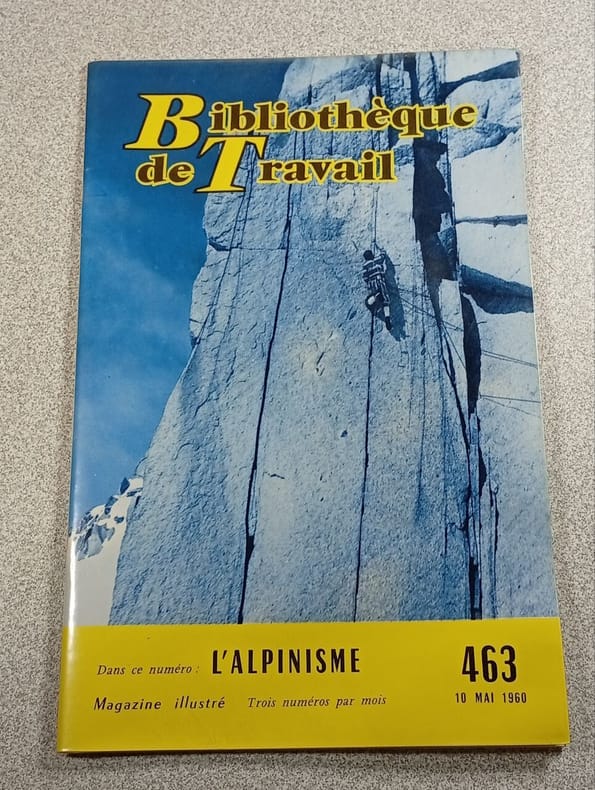 Bibliothèque
de Travail
Dans ce numéro : L'ALPINISME
463
Magazine illustré Trois numéros par mois
10 MAI 1960